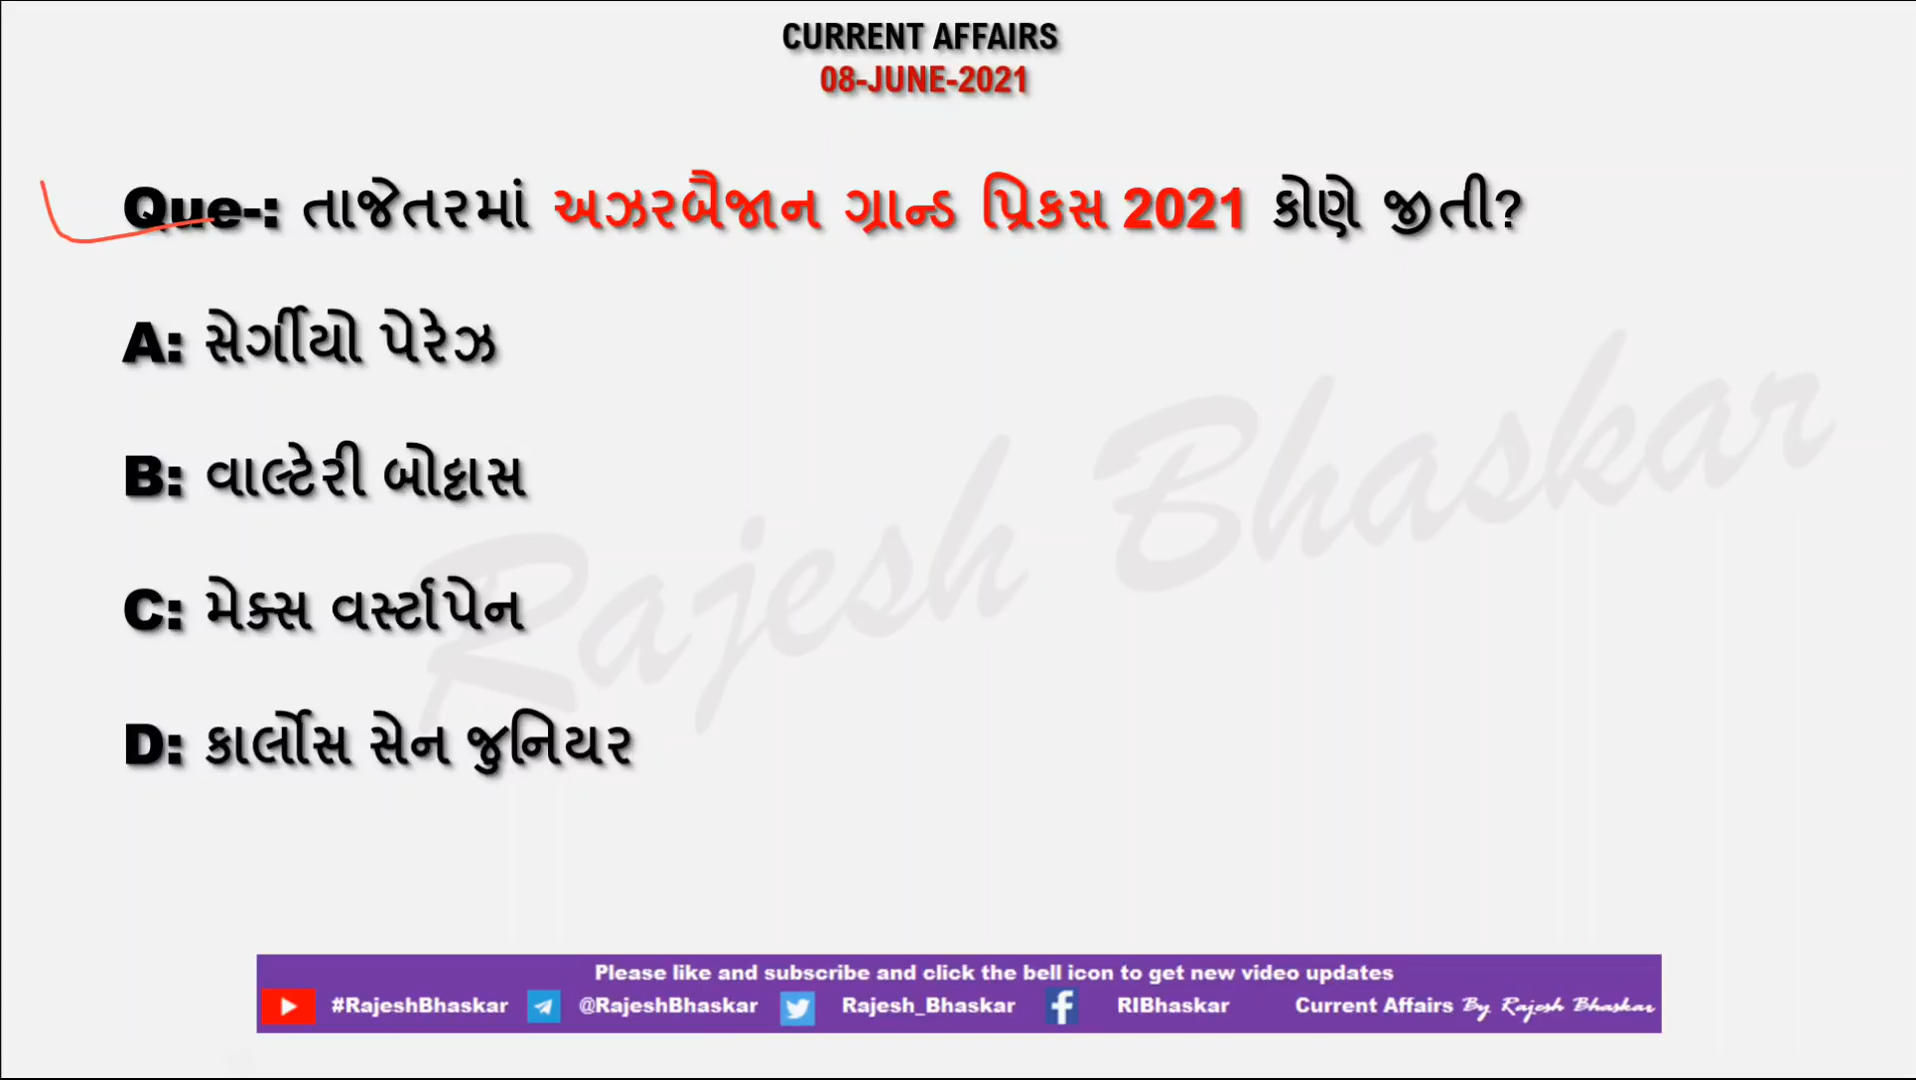 CURRENT AFFAIRS
08-JUNE-2021
Que-: તાજેતરમાં અઝરબૈજાન ગ્રાન્ડ પ્રિકસ 2021 કોણે જીતી?
A: સેર્ગીયો પેરેઝ
B: વાલ્ટેરી બોટ્ટાસ
C: મેક્સ વર્સ્ટાપેન
D: કાર્લોસ સેન જુનિયર
Rajesh Bhaskar
Please like and subscribe and click the bell icon to get new video updates
#RajeshBhaskar @RajeshBhaskar Rajesh_Bhaskar RIBhaskar Current Affairs By Rajesh Bhaskar